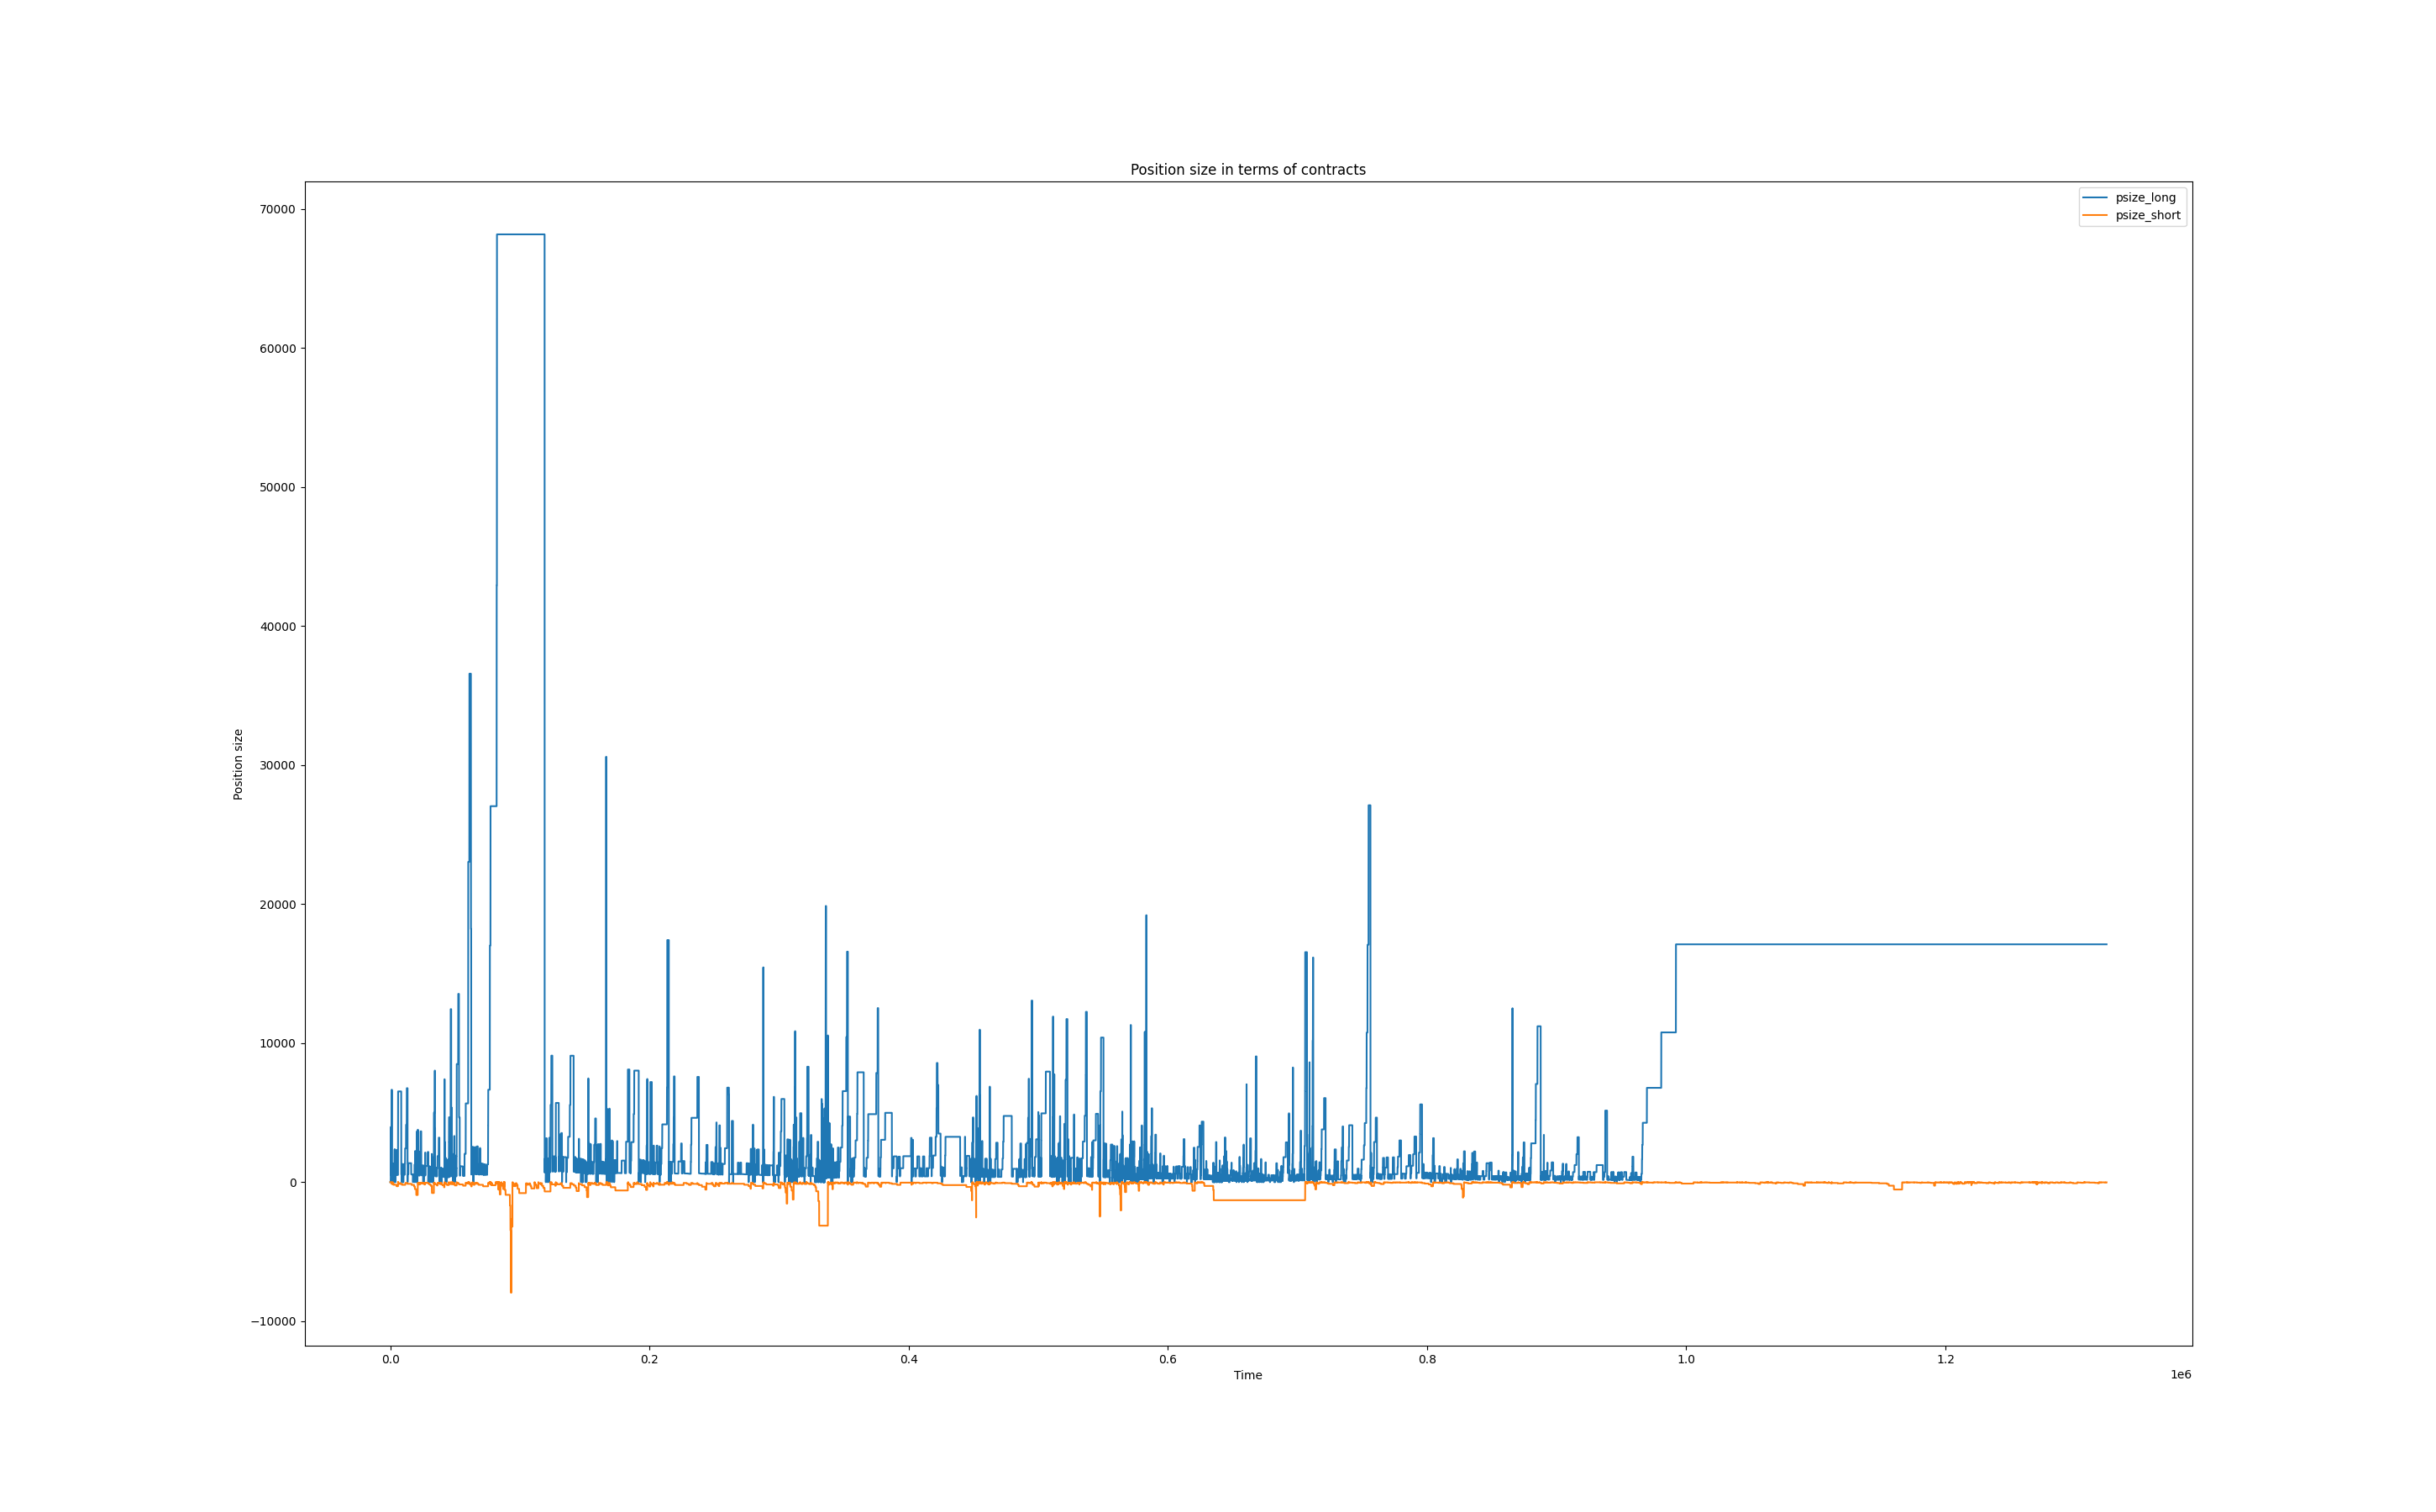 Position size in terms of contracts
psize_long
psize_short
70000
60000
50000
40000
30000
20000
10000
0
−10000
Position size
0.0 0.2 0.4 0.6 0.8 1.0 1.2
Time
1e6